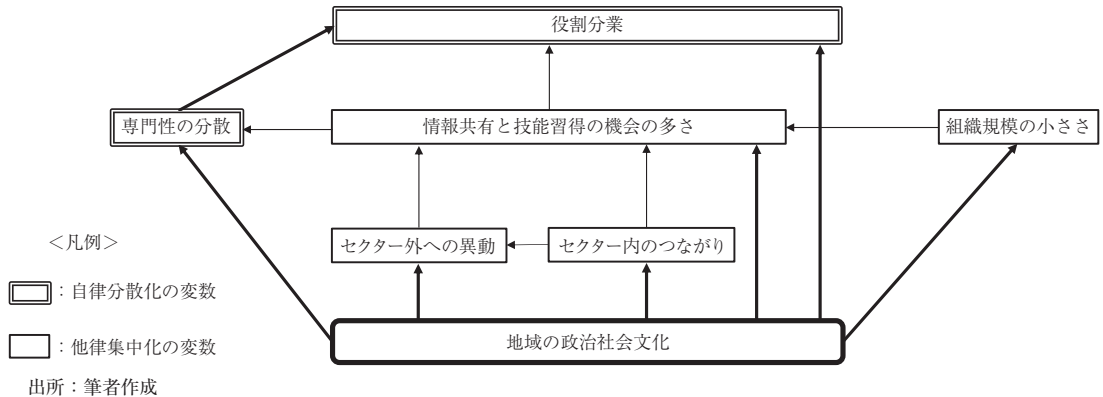 役割分業
専門性の分散
情報共有と技能習得の機会の多さ
組織規模の小ささ
セクター外への異動
セクター内のつながり
地域の政治社会文化
＜凡例＞
：自律分散化の変数
：他律集中化の変数
出所：筆者作成